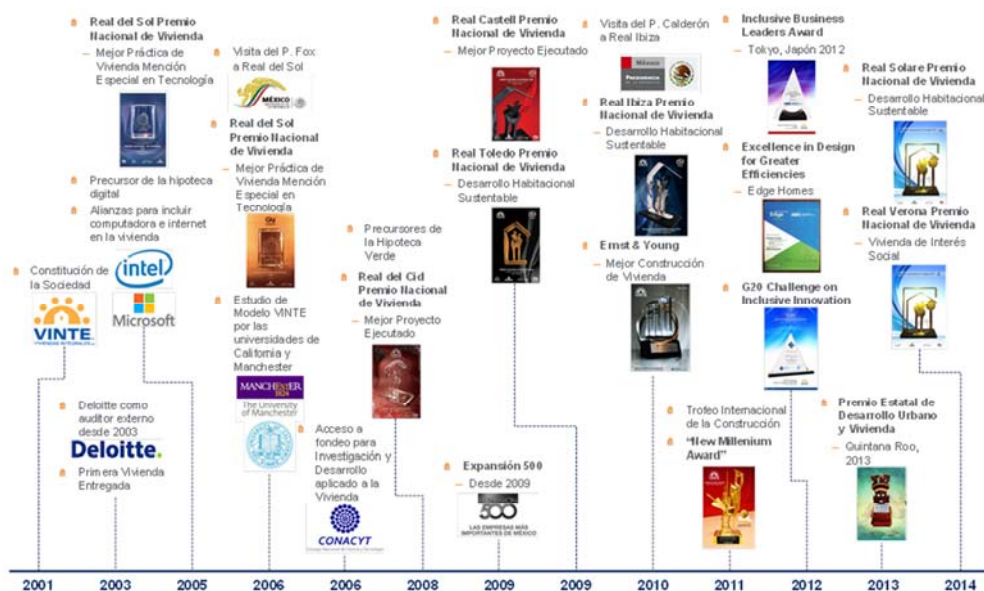 Real del Sol Premio
Nacional de Vivienda
– Mejor Práctica de
Vivienda Mención
Especial en Tecnología
Precursor de la hipoteca
digital
Alianzas para incluir
computadora e internet
en la vivienda
intel
Microsoft
Constitución de
la Sociedad
VINTE
VIVIENDAS INTEGRALES
Deloitte como
auditor externo
desde 2003
Deloitte.
Primera Vivienda
Entregada
Visita del P. Fox
a Real del Sol
MÉXICO
Real del Sol
Premio Nacional
de Vivienda
– Mejor Práctica de
Vivienda Mención
Especial en
Tecnología
Estudio de
Modelo VINTE
por las
universidades de
California y
Manchester
MANCHESTER
1824
The University
of Manchester
Acceso a
fondeo para
Investigación y
Desarrollo
aplicado a la
Vivienda
CONACYT
Precursores de
la Hipoteca
Verde
Real del Cid
Premio Nacional
de Vivienda
– Mejor Proyecto
Ejecutado
Real Castell Premio
Nacional de Vivienda
– Mejor Proyecto Ejecutado
Real Toledo Premio
Nacional de Vivienda
– Desarrollo Habitacional
Sustentable
Expansión 500
– Desde 2009
500
LAS EMPRESAS MÁS
IMPORTANTES DE MÉXICO
Visita del P. Calderón
a Real Ibiza
México
Real Ibiza Premio
Nacional de Vivienda
– Desarrollo Habitacional
Sustentable
Ernst & Young
– Mejor Construcción
de Vivienda
Trofeo Internacional
de la Construcción
"New Millenium
Award"
Inclusive Business
Leaders Award
– Tokyo, Japón 2012
Excellence in Design
for Greater
Efficiencies
– Edge Homes
G20 Challenge on
Inclusive Innovation
Premio Estatal de
Desarrollo Urbano
y Vivienda
– Quintana Roo,
2013
Real Solare Premio
Nacional de Vivienda
– Desarrollo Habitacional
Sustentable
Real Verona Premio
Nacional de Vivienda
– Vivienda de Interés
Social
2001 2003 2005 2006 2006 2008 2009 2009 2010 2011 2012 2013 2014